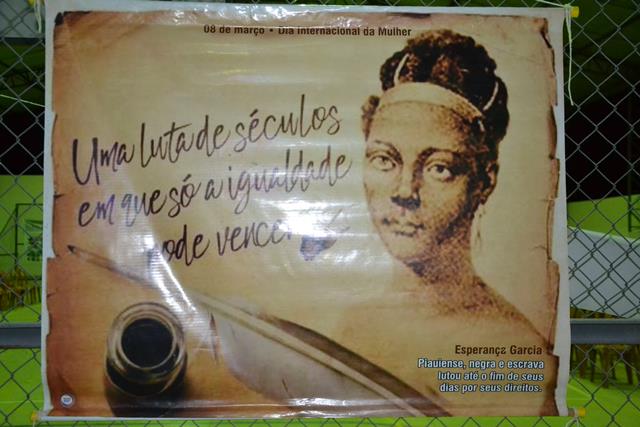 08 de março • Dia Internacional da Mulher
Uma luta de séculos
em que só a igualdade
pode vencer
Esperança Garcia
Piauiense, negra e escrava
lutou até o fim de seus
dias por seus direitos.